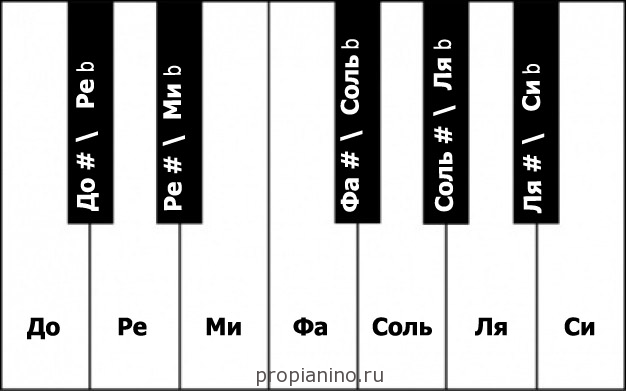 До # \ Ре b
Ре # \ Ми b
Фа # \ Соль b
Соль # \ Ля b
Ля # \ Си b
До
Ре
Ми
Фа
Соль
Ля
Си
propianino.ru